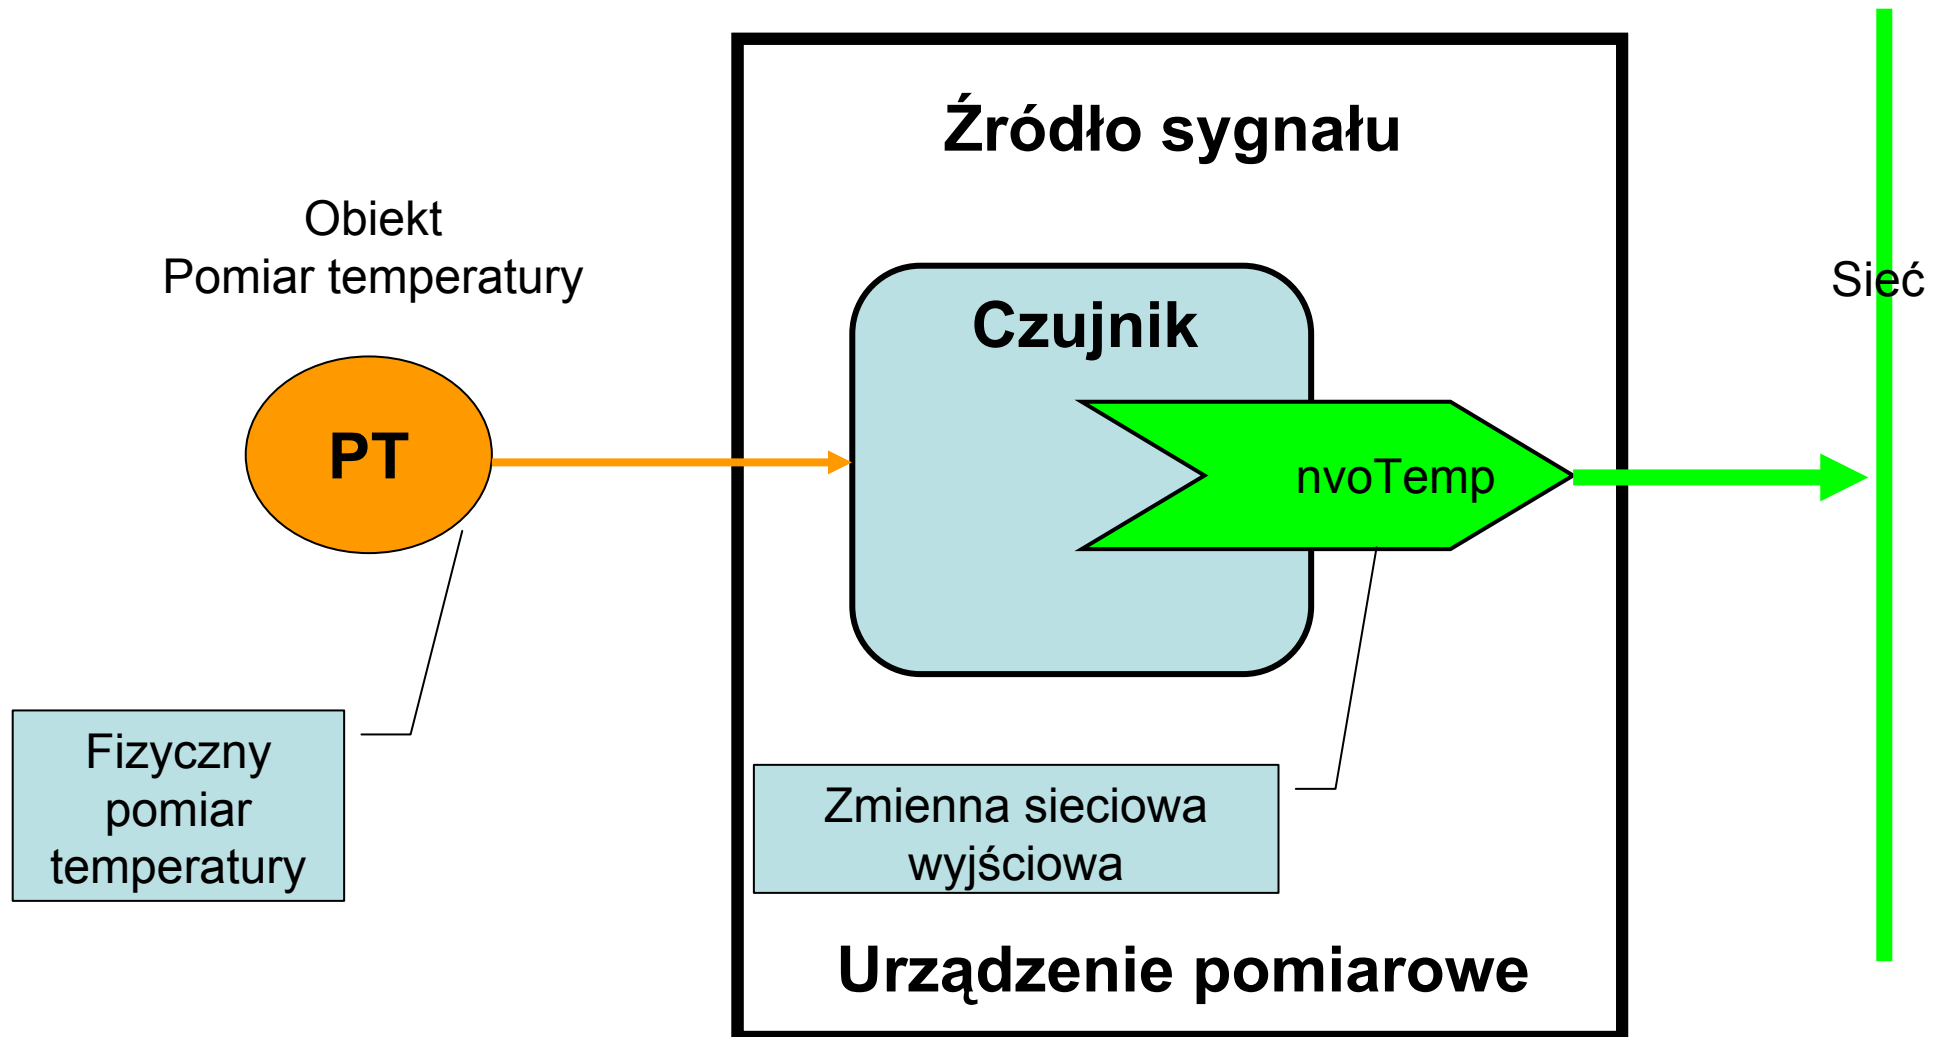 Źródło sygnału
Obiekt
Pomiar temperatury
Sieć
Czujnik
PT
nvoTemp
Fizyczny
pomiar
temperatury
Zmienna sieciowa
wyjściowa
Urządzenie pomiarowe